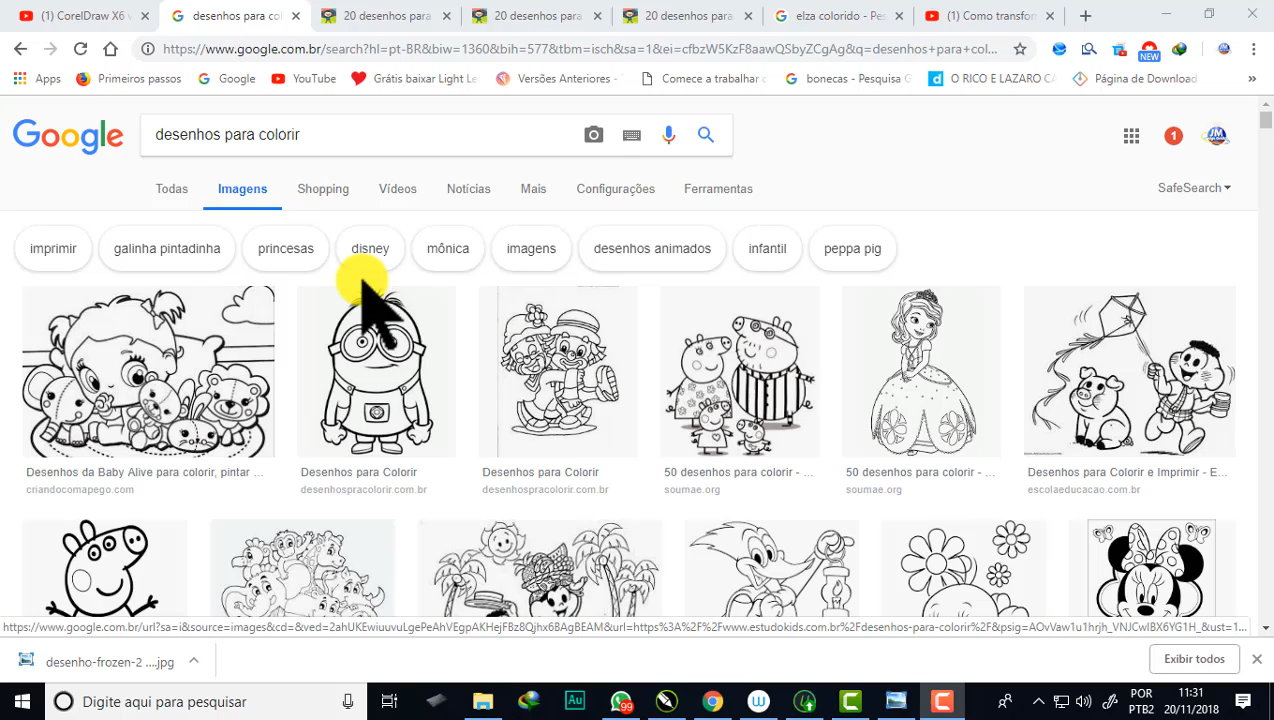 (1) CorelDraw X6 v
desenhos para col
20 desenhos para
20 desenhos para
20 desenhos para
elza colorido - Pes
(1) Como transfor
https://www.google.com.br/search?hl=pt-BR&biw=1360&bih=577&tbm=isch&sa=1&ei=cfbzW5KzF8aawQSbyZCgAg&q=desenhos+para+col...
NEW
Apps
Primeiros passos
Google
YouTube
Grátis baixar Light Le
Versões Anteriores -
Comece a trabalhar c
bonecas - Pesquisa G
O RICO E LAZARO CA
Página de Download
Google
desenhos para colorir
1
JM
Todas
Imagens
Shopping
Vídeos
Notícias
Mais
Configurações
Ferramentas
SafeSearch
imprimir
galinha pintadinha
princesas
disney
mônica
imagens
desenhos animados
infantil
peppa pig
Desenhos da Baby Alive para colorir, pintar ...
Desenhos para Colorir
Desenhos para Colorir
50 desenhos para colorir - ...
50 desenhos para colorir - ...
Desenhos para Colorir e Imprimir - E...
criandocomapego.com
desenhospracolorir.com.br
desenhospracolorir.com.br
soumae.org
soumae.org
escolaeducacao.com.br
https://www.google.com.br/url?sa=i&source=images&cd=&ved=2ahUKEwiuuvuLgePeAhVEgpAKHejFBz8Qjhx6BAgBEAM&url=https%3A%2F%2Fwww.estudokids.com.br%2Fdesenhos-para-colorir%2F&psig=AOvVaw1u1hrjh_VNJCwIBX6YG1H_&ust=1...
desenho-frozen-2 ....jpg
Exibir todos
Digite aqui para pesquisar
Au
99
W
POR
PTB2
11:31
20/11/2018